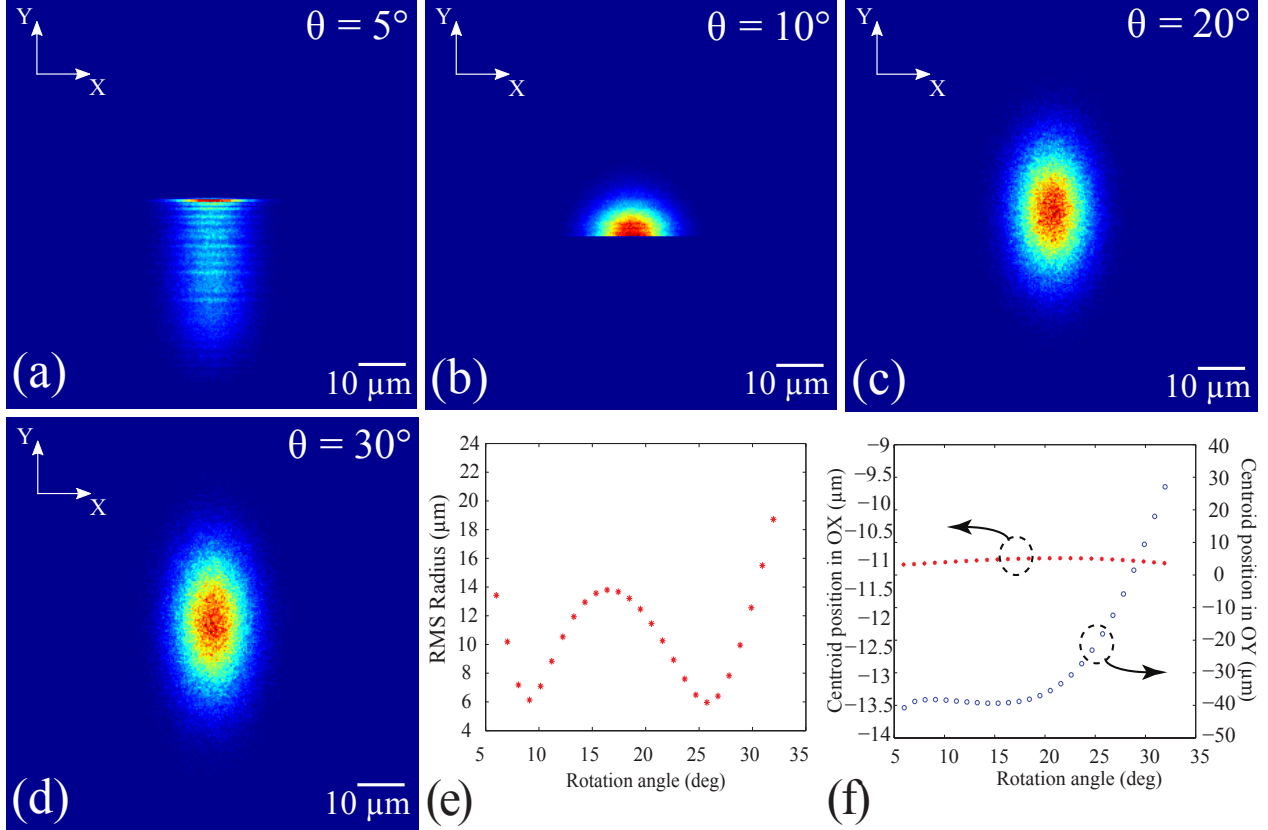 Y
X
θ = 5°
(a)
10 µm
Y
X
θ = 10°
(b)
10 µm
Y
X
θ = 20°
(c)
10 µm
Y
X
θ = 30°
(d)
10 µm
RMS Radius (µm)
24
22
20
18
16
14
12
10
8
6
4
5
10
15
20
25
30
35
Rotation angle (deg)
(e)
Centroid position in OX (µm)
−9
−9.5
−10
−10.5
−11
−11.5
−12
−12.5
−13
−13.5
−14
5
10
15
20
25
30
35
Rotation angle (deg)
40
30
20
10
5
0
−5
−10
−20
−30
−40
−50
Centroid position in OY (µm)
(f)